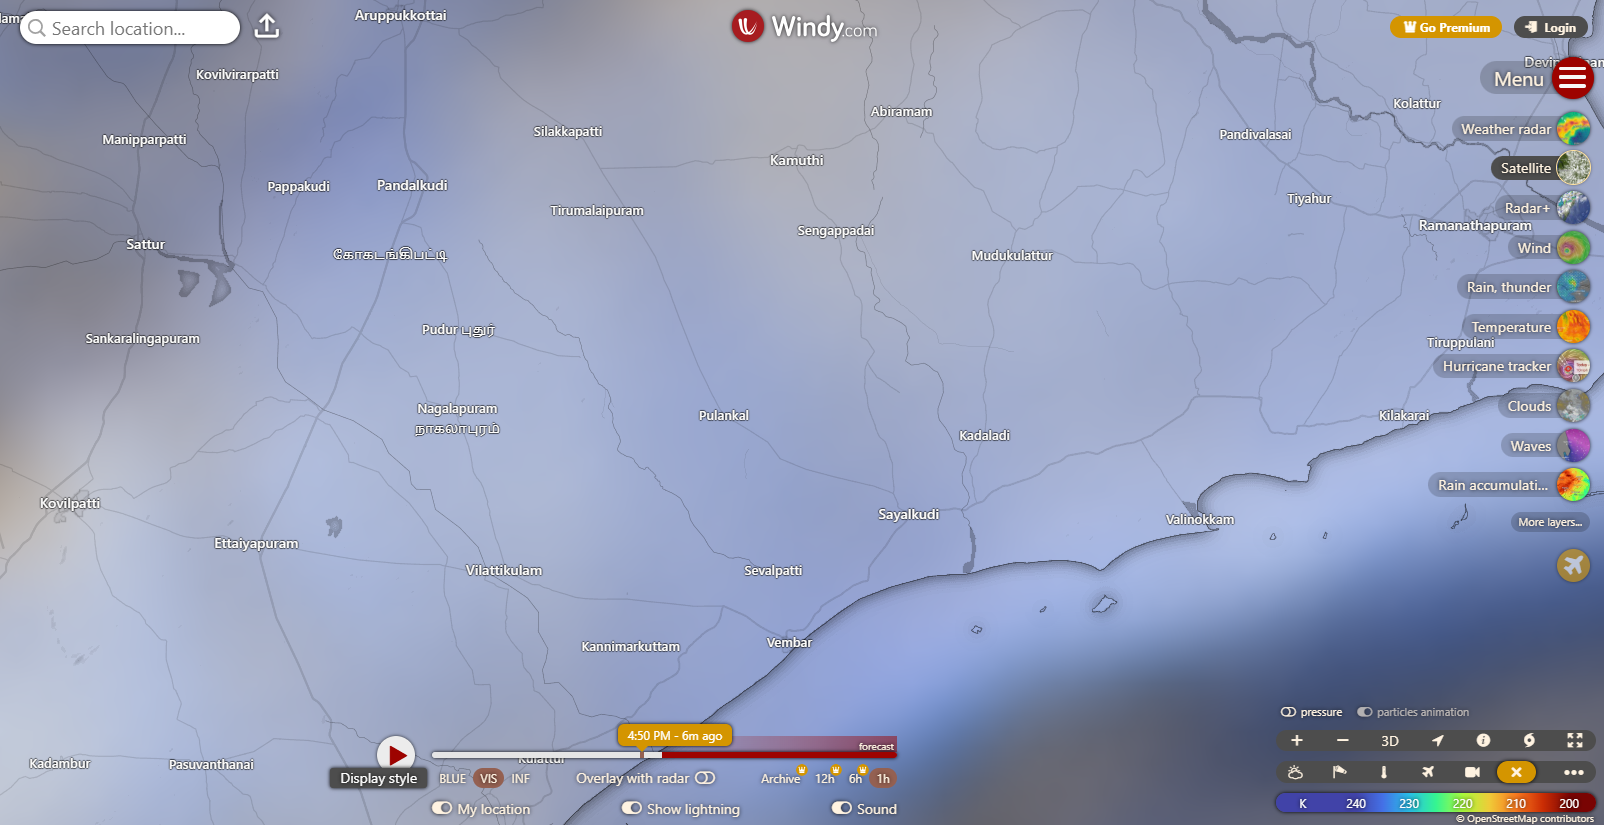 Aruppukkottai
Search location...
Windy.com
Go Premium
Login
Kovilvirarpatti
Menu
Kolattur
Abiramam
Manipparpatti
Silakkapatti
Pandivalasai
Weather radar
Kamuthi
Satellite
Pappakudi
Pandalkudi
Tiyahur
Tirumalaipuram
Radar+
Sengappadai
Ramanathapuram
Sattur
கோகடங்கிபட்டி
Mudukulattur
Wind
Rain, thunder
Pudur புதுர்
Temperature
Sankaralingapuram
Tiruppulani
Hurricane tracker
Nagalapuram
நாகலாபுரம்
Pulankal
Kadaladi
Kilakarai
Clouds
Waves
Rain accumulati...
Kovilpatti
Sayalkudi
Valinokkam
More layers...
Ettaiyapuram
Vilattikulam
Sevalpatti
Kannimarkuttam
Vembar
pressure
particles animation
4:50 PM - 6m ago
forecast
3D
Kadambur
Pasuvanthanai
Kulattur
Display style
BLUE VIS INF
Overlay with radar
Archive 12h 6h 1h
My location
Show lightning
Sound
K 240 230 220 210 200
© OpenStreetMap contributors